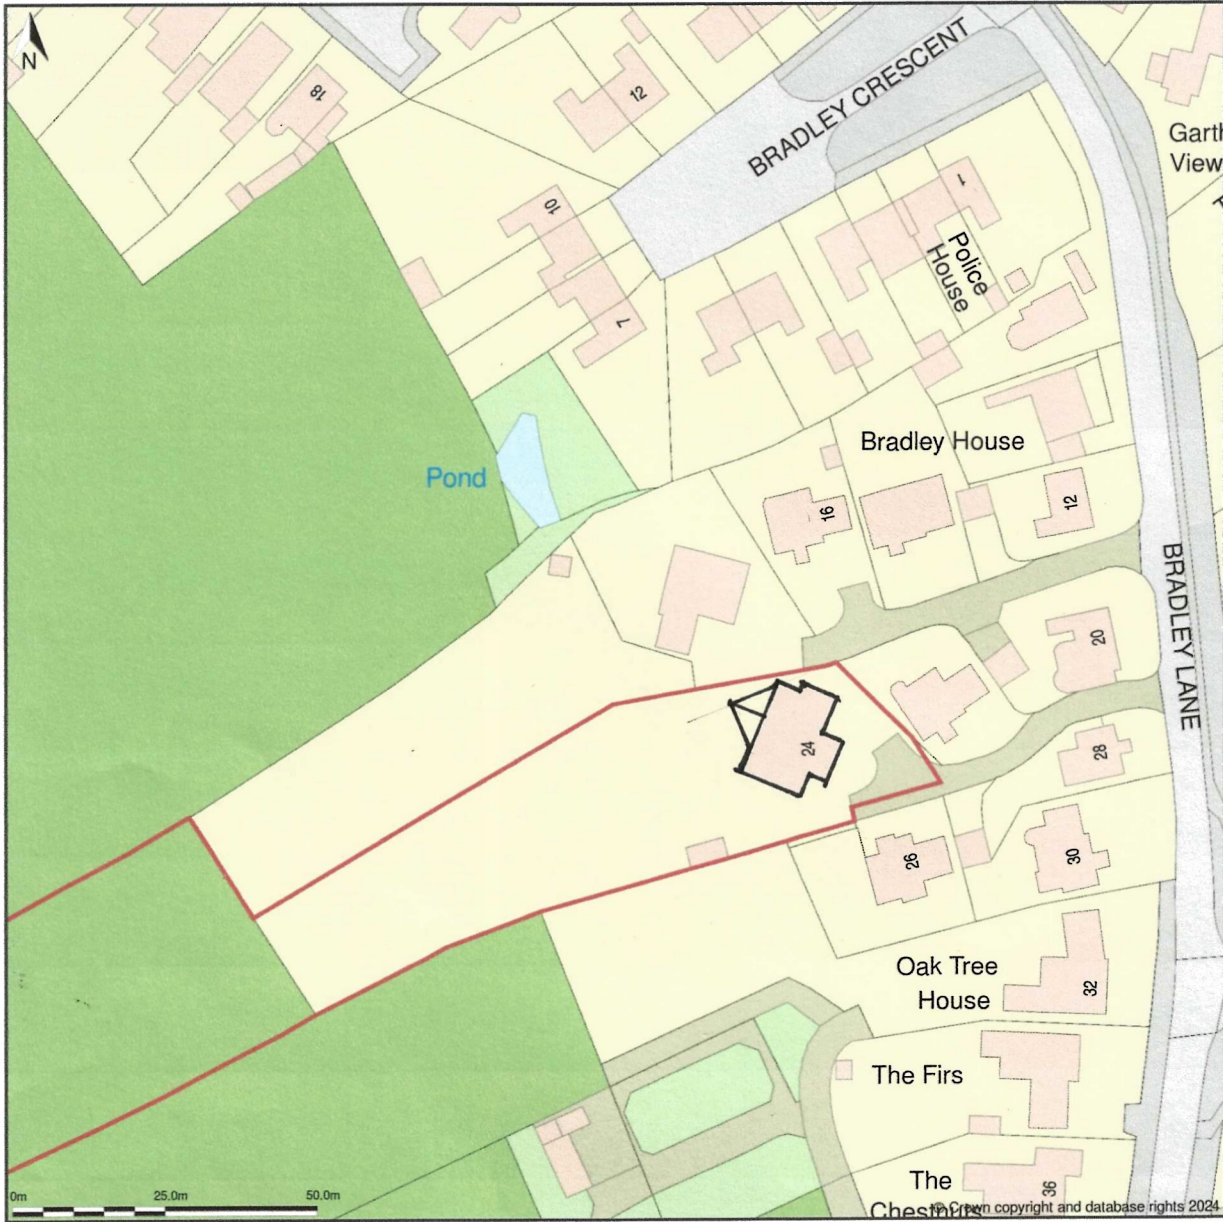 N
18
12
BRADLEY CRESCENT
Garth
View
10
1
Police
House
7
Bradley House
Pond
16
12
BRADLEY LANE
20
24
28
26
30
Oak Tree
House
32
The Firs
The
Chestnuts
36
0m
25.0m
50.0m
© Crown copyright and database rights 2024